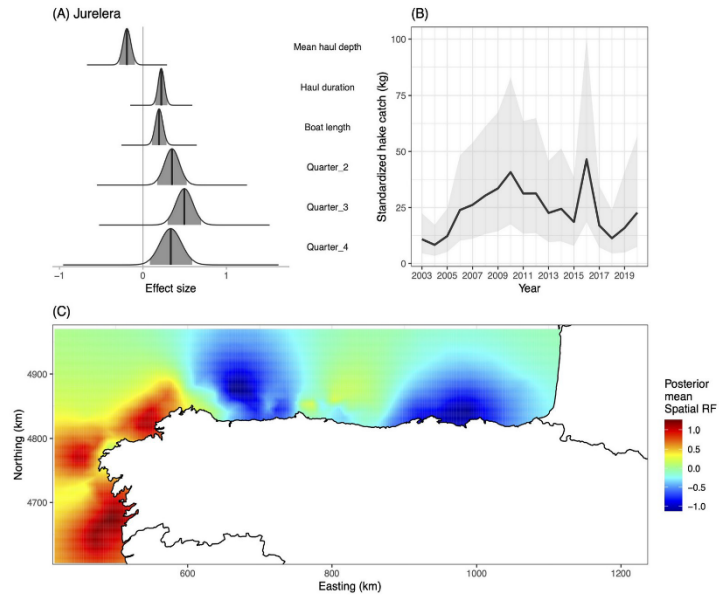 (A) Jurelera
Mean haul depth
Haul duration
Boat length
Quarter_2
Quarter_3
Quarter_4
-1
0
1
Effect size
(B)
Standardized hake catch (kg)
100
75
50
25
0
2003 2005 2007 2009 2011 2013 2015 2017 2019
Year
(C)
Northing (km)
4900
4800
4700
600
800
1000
1200
Easting (km)
Posterior
mean
Spatial RF
1.0
0.5
0.0
-0.5
-1.0